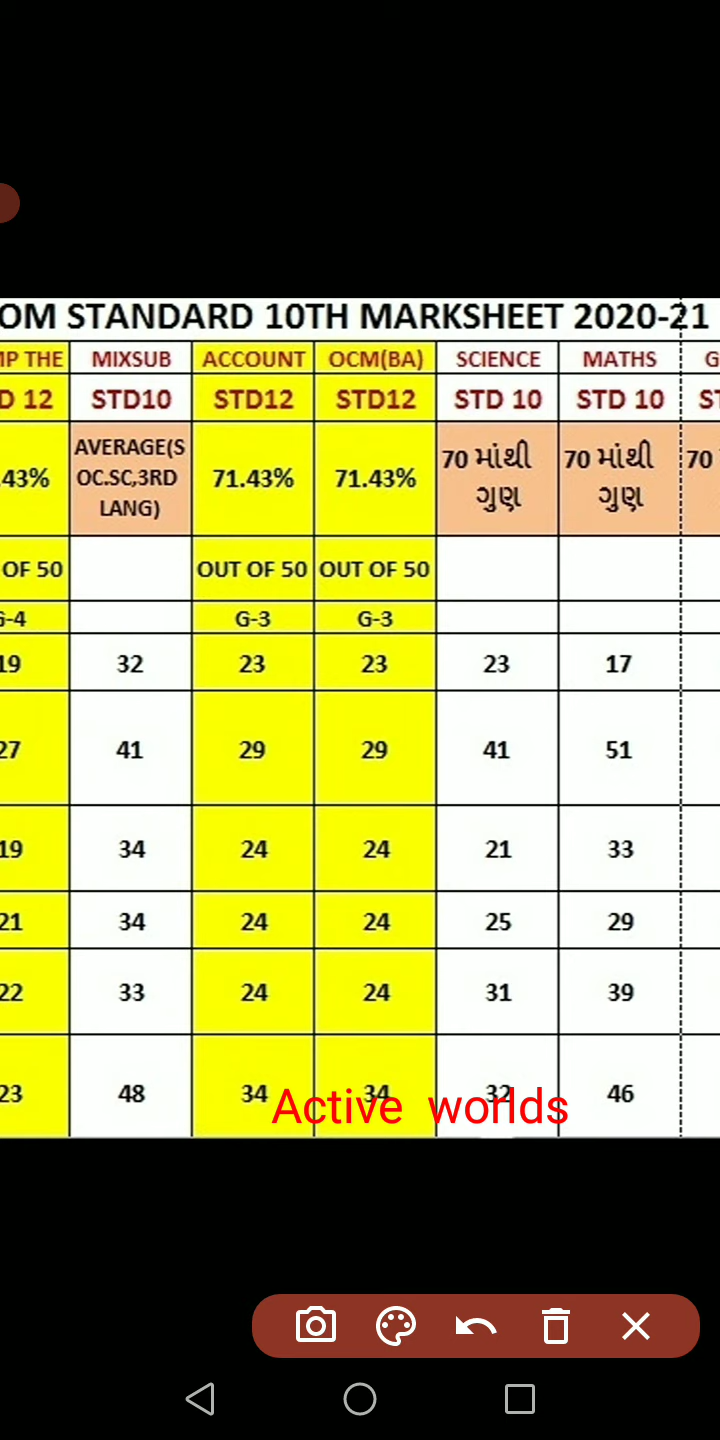 OM STANDARD 10TH MARKSHEET 2020-21
MP THE MIXSUB ACCOUNT OCM(BA) SCIENCE MATHS G
D 12 STD10 STD12 STD12 STD 10 STD 10 ST
.43% AVERAGE(S OC.SC,3RD LANG) 71.43% 71.43% 70 માંથી ગુણ 70 માંથી ગુણ 70
OF 50 OUT OF 50 OUT OF 50
G-4 G-3 G-3
19 32 23 23 23 17
27 41 29 29 41 51
19 34 24 24 21 33
21 34 24 24 25 29
22 33 24 24 31 39
23 48 34 34 32 46
Active worlds